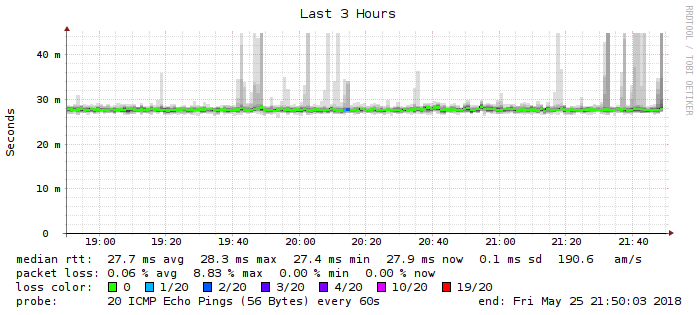 Last 3 Hours
RRDTOOL / TOBI OETIKER
Seconds
40 m
30 m
20 m
10 m
0
19:00 19:20 19:40 20:00 20:20 20:40 21:00 21:20 21:40
median rtt: 27.7 ms avg 28.3 ms max 27.4 ms min 27.9 ms now 0.1 ms sd 190.6 am/s
packet loss: 0.06 % avg 8.83 % max 0.00 % min 0.00 % now
loss color: 0 1/20 2/20 3/20 4/20 10/20 19/20
probe: 20 ICMP Echo Pings (56 Bytes) every 60s end: Fri May 25 21:50:03 2018